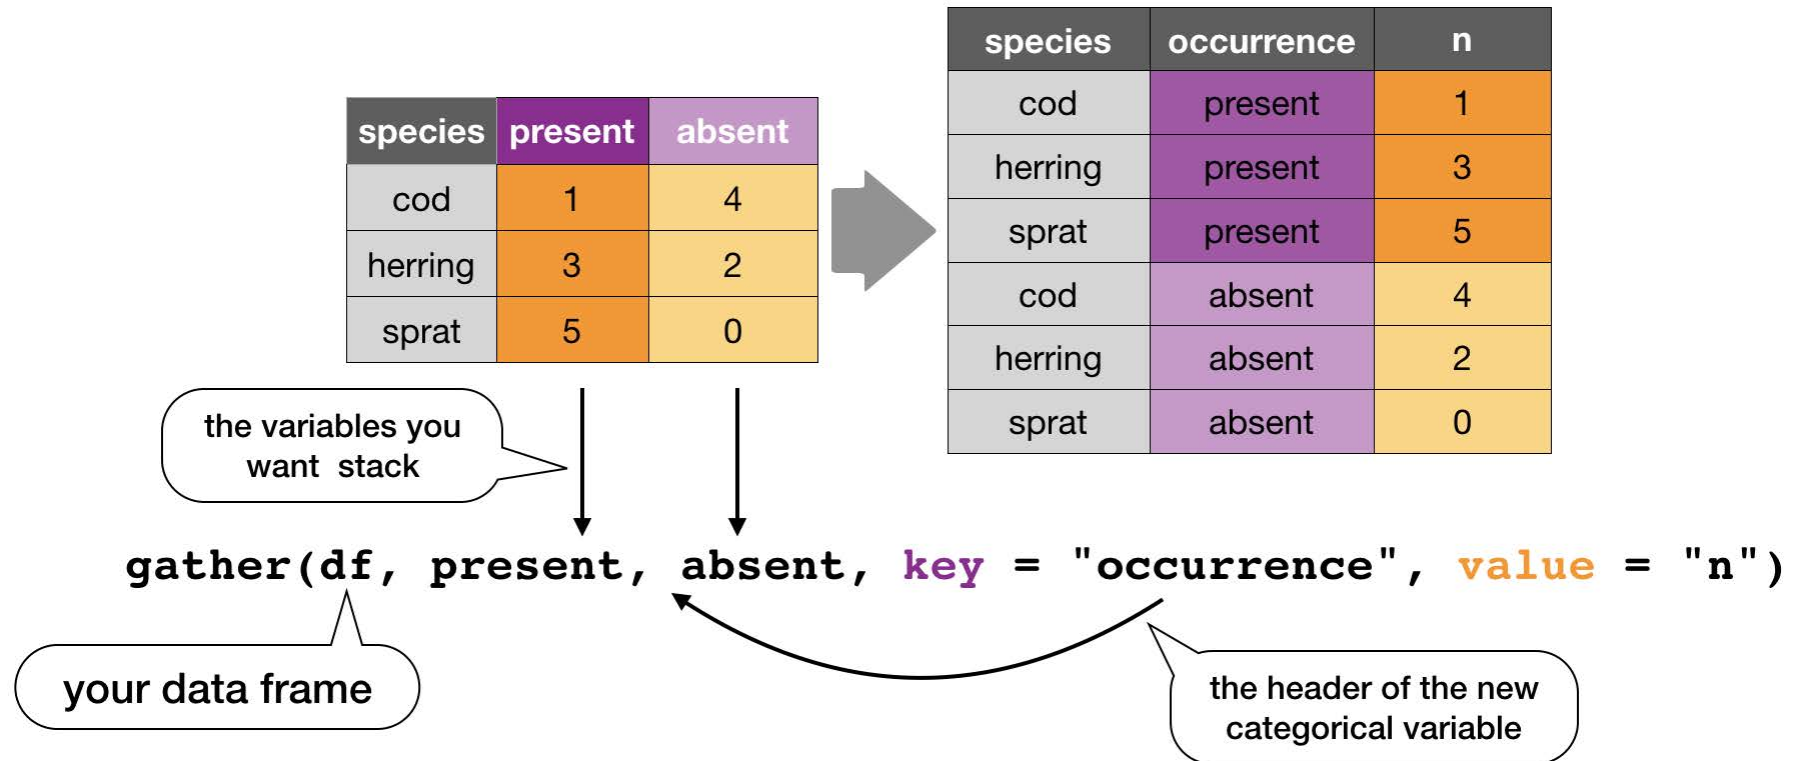 species present absent
cod 1 4
herring 3 2
sprat 5 0
species occurrence n
cod present 1
herring present 3
sprat present 5
cod absent 4
herring absent 2
sprat absent 0
the variables you
want stack
gather(df, present, absent, key = "occurrence", value = "n")
your data frame
the header of the new
categorical variable